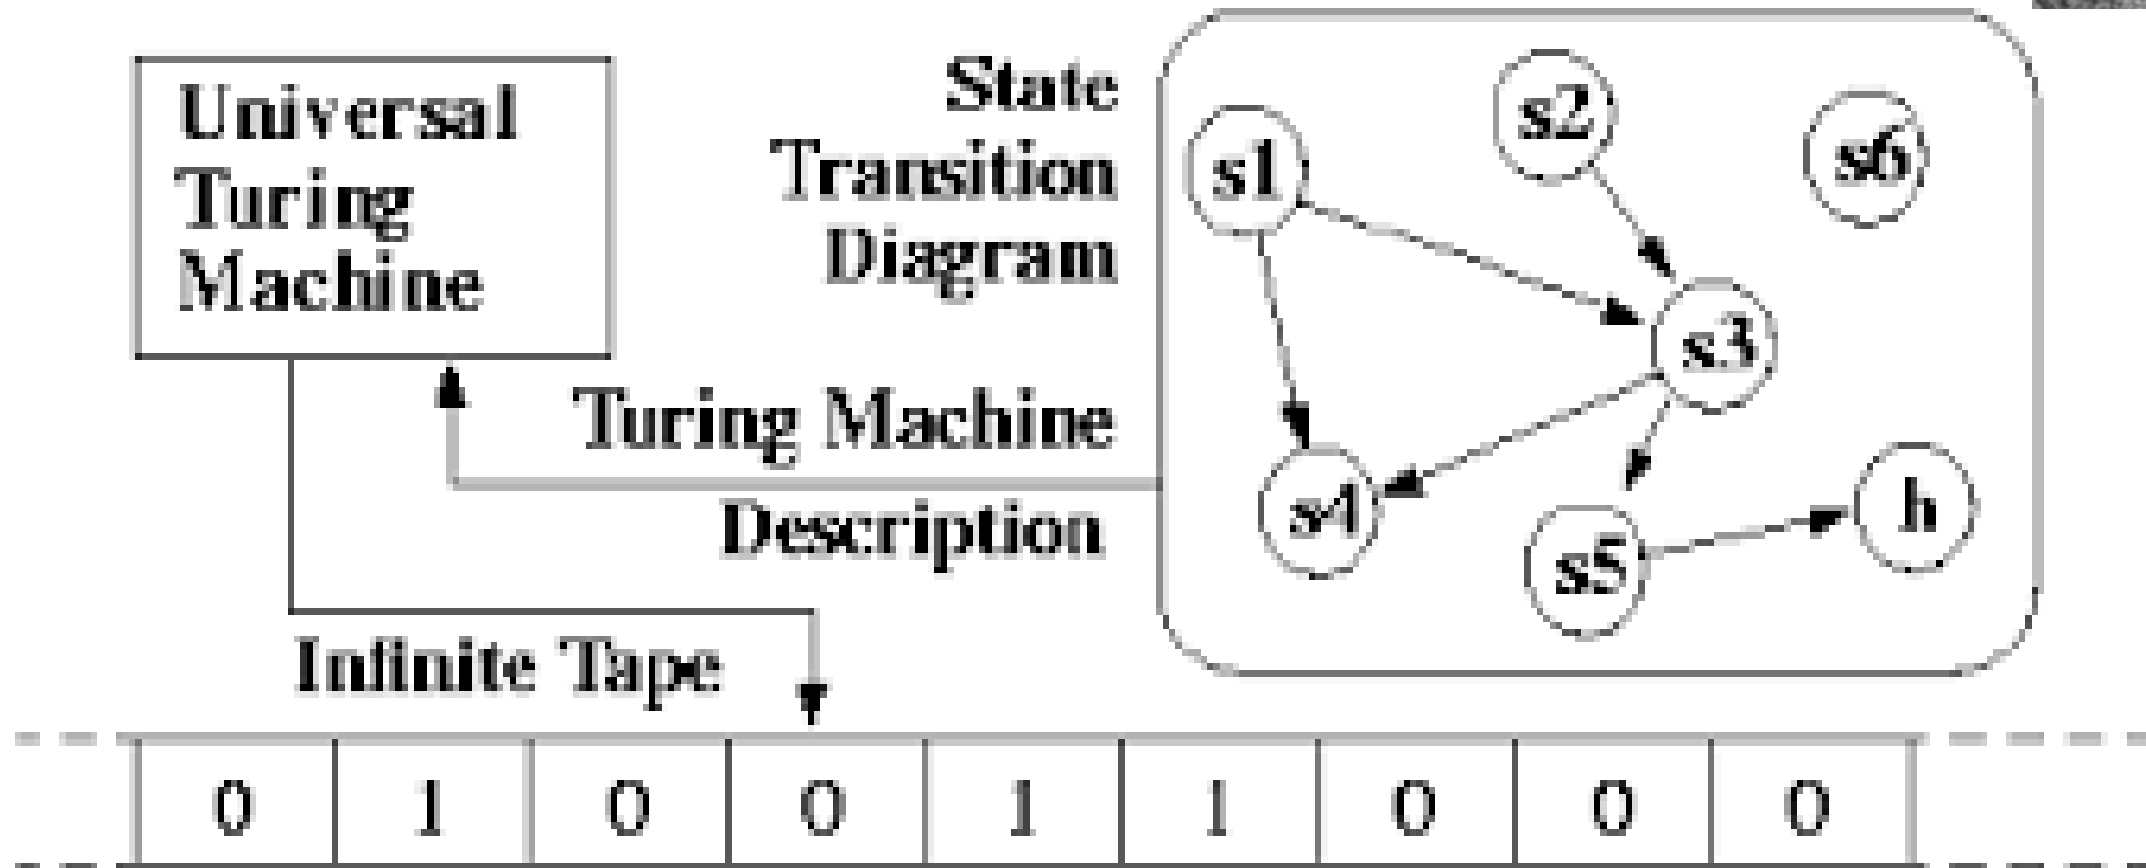 Universal
Turing
Machine
State
Transition
Diagram
s1
s2
s6
s3
s4
s5
h
Turing Machine
Description
Infinite Tape
0 1 0 0 1 1 0 0 0